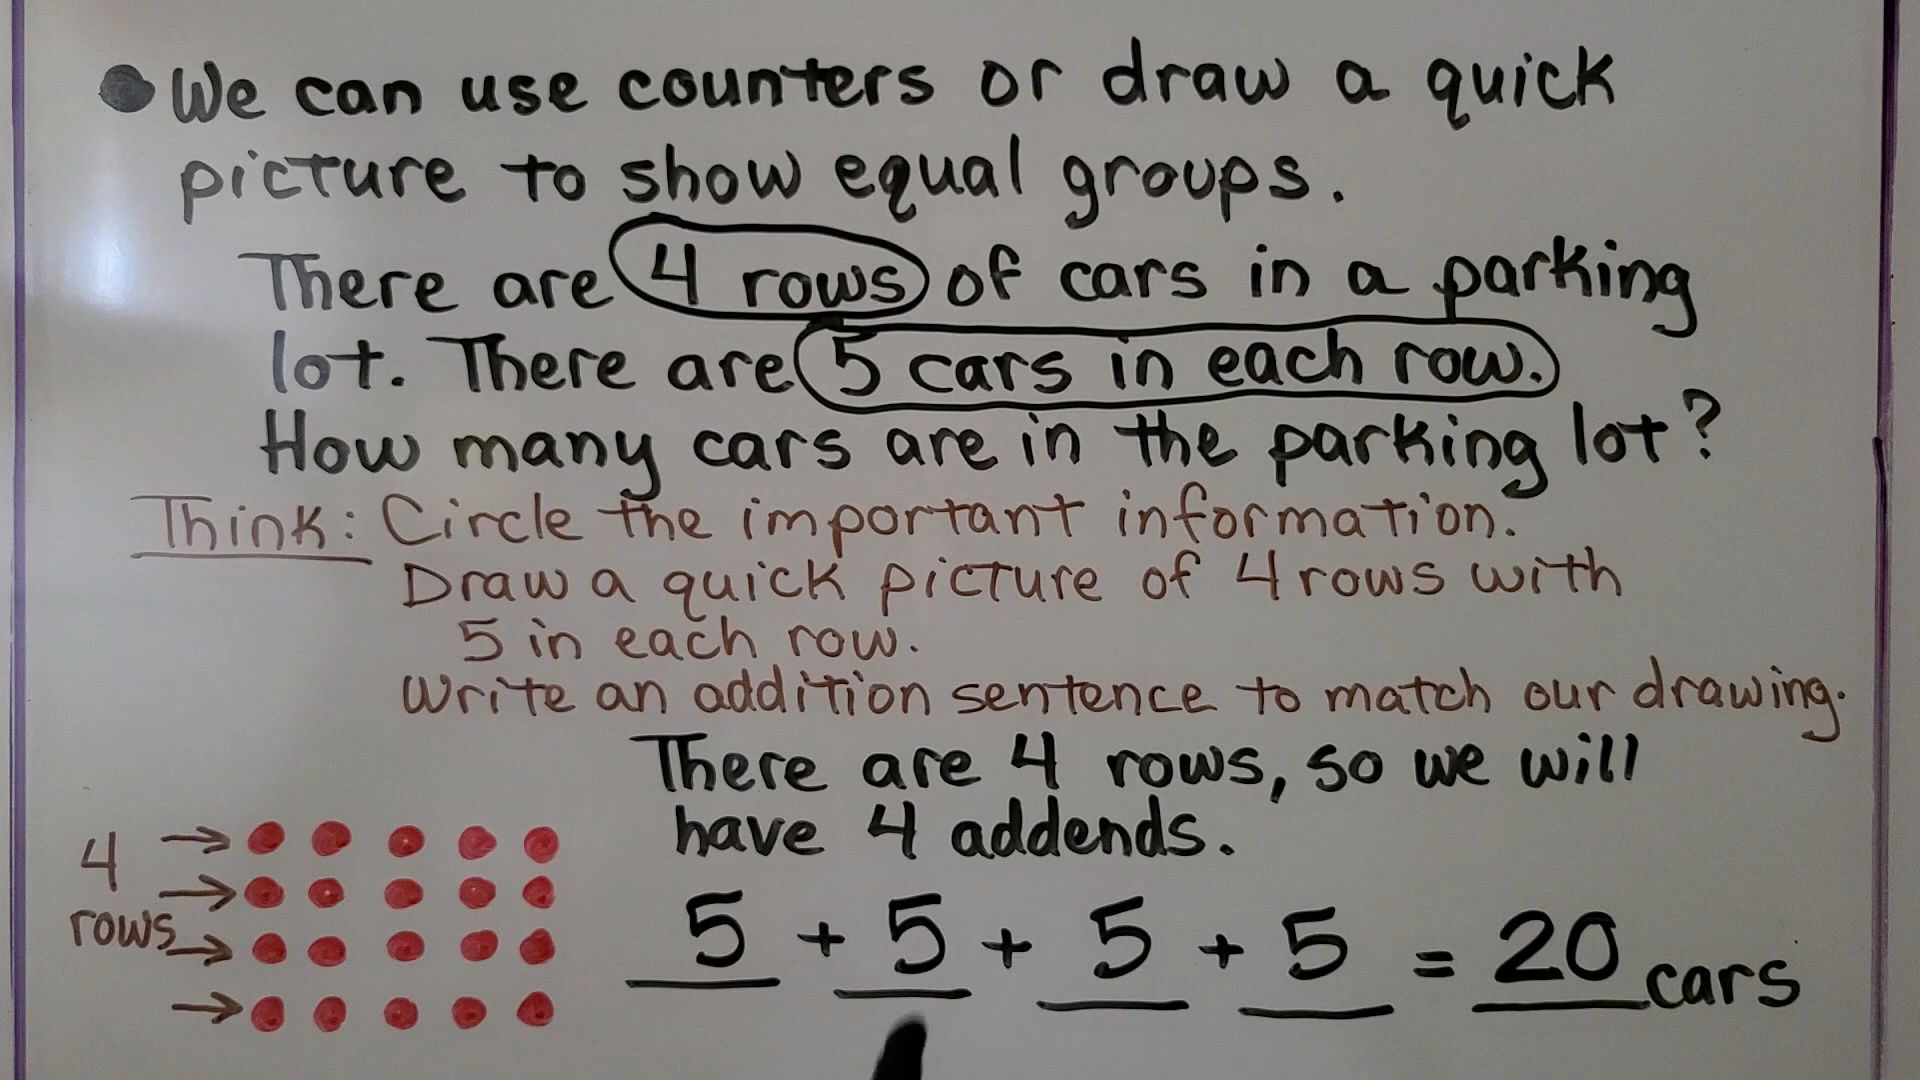 We can use counters or draw a quick
picture to show equal groups.
There are 4 rows of cars in a parking
lot. There are 5 cars in each row.
How many cars are in the parking lot?
Think: Circle the important information.
Draw a quick picture of 4 rows with
5 in each row.
Write an addition sentence to match our drawing.
There are 4 rows, so we will
have 4 addends.
4
rows
5 + 5 + 5 + 5 = 20 cars